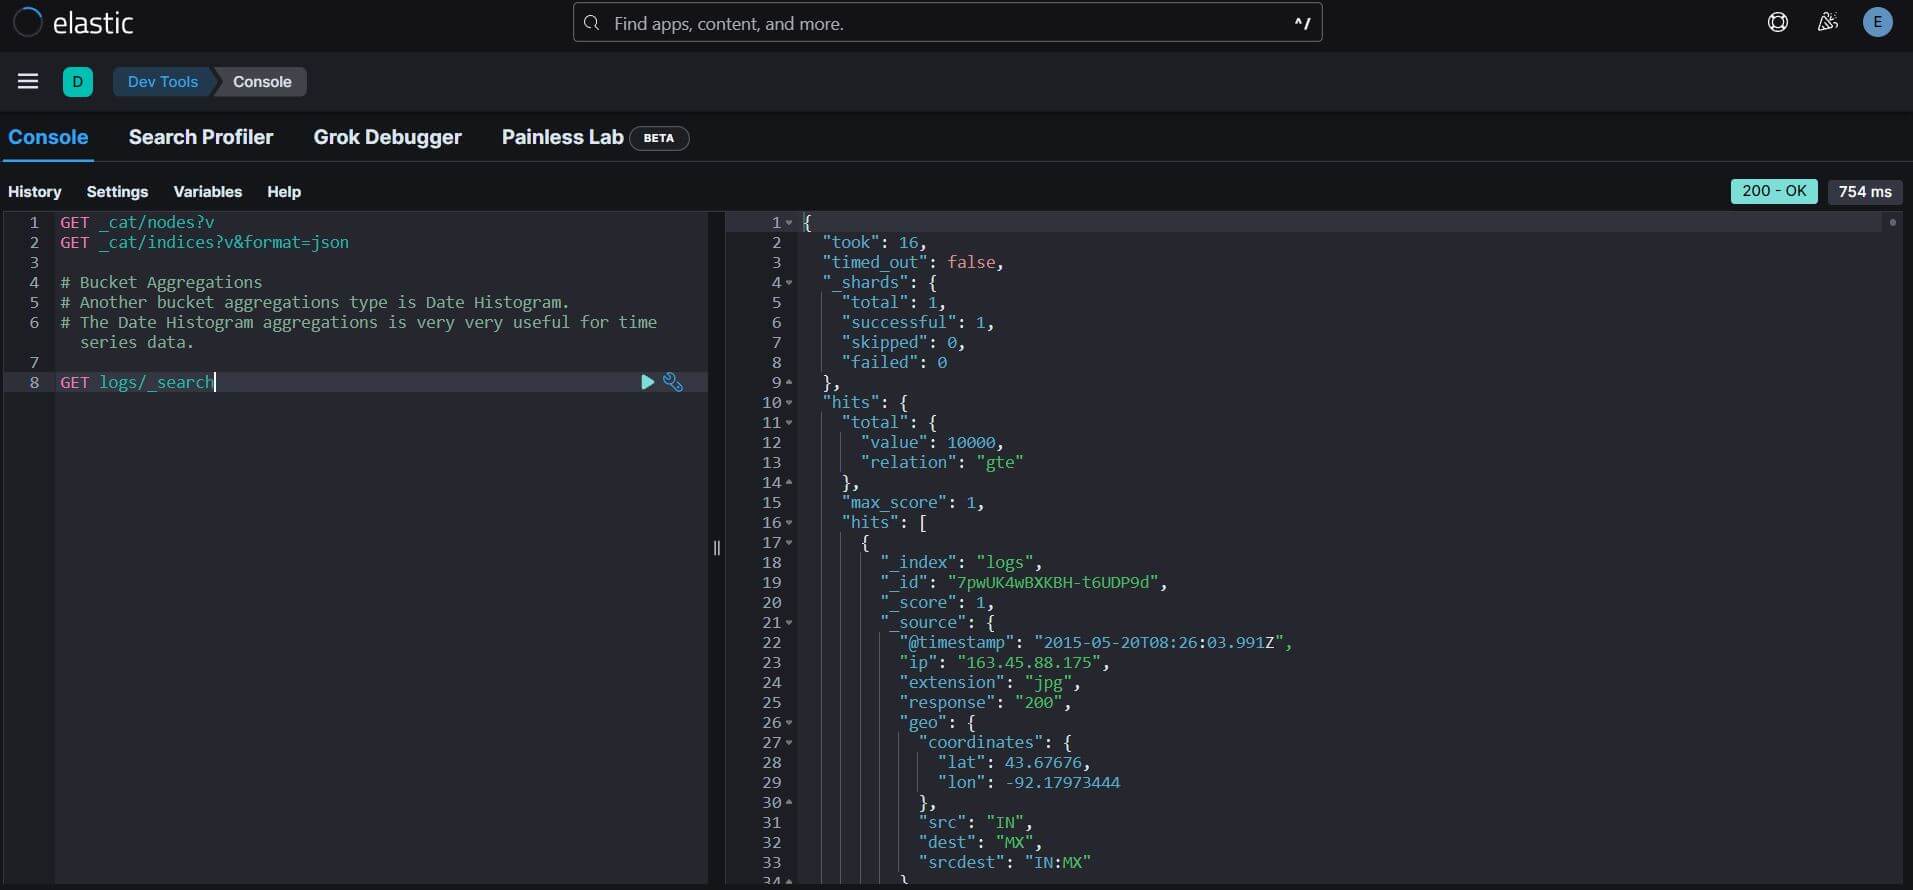 elastic
Find apps, content, and more.
^/
E
D
Dev Tools
Console
Console
Search Profiler
Grok Debugger
Painless Lab
BETA
History
Settings
Variables
Help
200 - OK
754 ms
1 GET _cat/nodes?v
2 GET _cat/indices?v&format=json
3
4 # Bucket Aggregations
5 # Another bucket aggregations type is Date Histogram.
6 # The Date Histogram aggregations is very very useful for time
series data.
7
8 GET logs/_search
1 {
2 "took": 16,
3 "timed_out": false,
4 "_shards": {
5 "total": 1,
6 "successful": 1,
7 "skipped": 0,
8 "failed": 0
9 },
10 "hits": {
11 "total": {
12 "value": 10000,
13 "relation": "gte"
14 },
15 "max_score": 1,
16 "hits": [
17 {
18 "_index": "logs",
19 "_id": "7pwUK4wBXKBH-t6UDP9d",
20 "_score": 1,
21 "_source": {
22 "@timestamp": "2015-05-20T08:26:03.991Z",
23 "ip": "163.45.88.175",
24 "extension": "jpg",
25 "response": "200",
26 "geo": {
27 "coordinates": {
28 "lat": 43.67676,
29 "lon": -92.17973444
30 },
31 "src": "IN",
32 "dest": "MX",
33 "srcdest": "IN:MX"
34 }